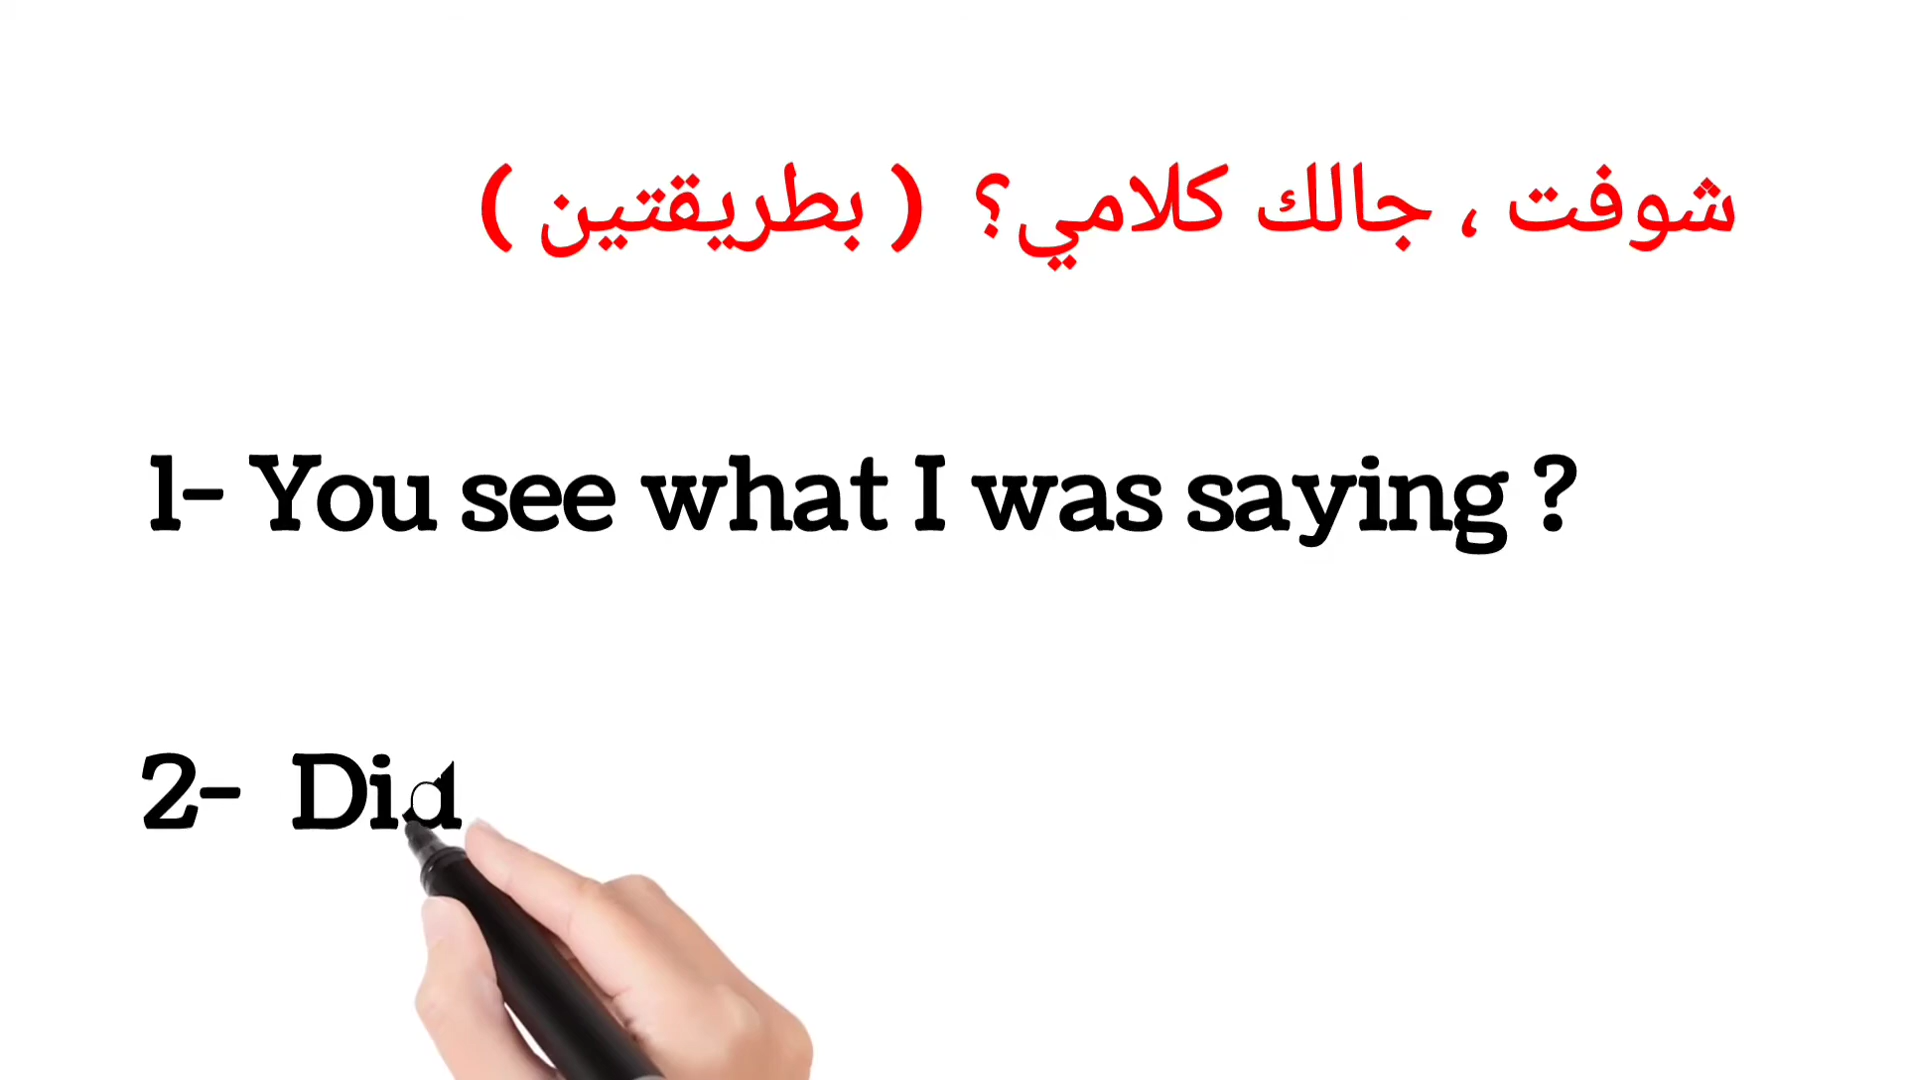 شوفت ، جالك كلامي؟ ( بطريقتين )
1- You see what I was saying ?
2- Did